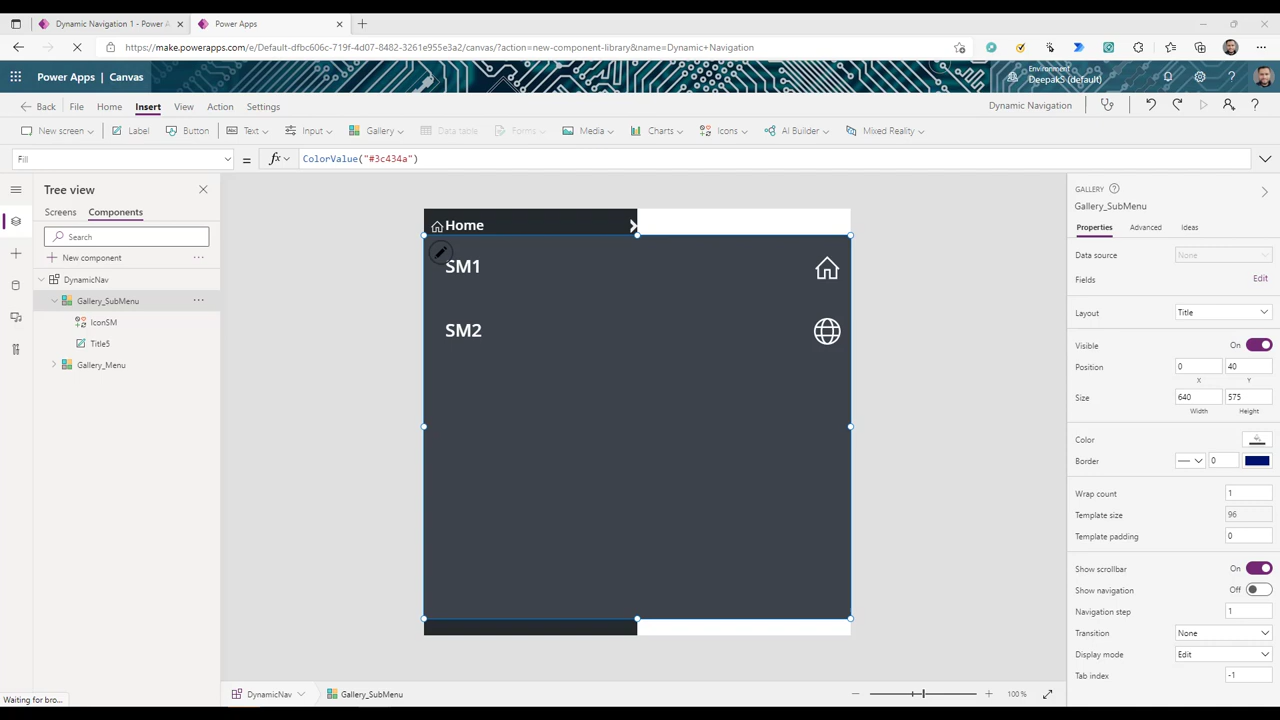 Dynamic Navigation 1 - Power A
Power Apps
https://make.powerapps.com/e/Default-dfbc606c-719f-4d07-8482-3261e955e3a2/canvas/?action=new-component-library&name=Dynamic+Navigation
Power Apps | Canvas
Environment
DeepakS (default)
Back File Home Insert View Action Settings
Dynamic Navigation
New screen Label Button Text Input Gallery Data table Forms Media Charts Icons AI Builder Mixed Reality
Fill = fx ColorValue("#3c434a")
Tree view
Screens Components
Search
New component
DynamicNav
Gallery_SubMenu
IconSM
Title5
Gallery_Menu
Home
SM1
SM2
GALLERY
Gallery_SubMenu
Properties Advanced Ideas
Data source None
Fields Edit
Layout Title
Visible On
Position 0 40
X Y
Size 640 575
Width Height
Color
Border 0
Wrap count 1
Template size 96
Template padding 0
Show scrollbar On
Show navigation Off
Navigation step 1
Transition None
Display mode Edit
Tab index -1
DynamicNav Gallery_SubMenu
100 %
Waiting for bro...